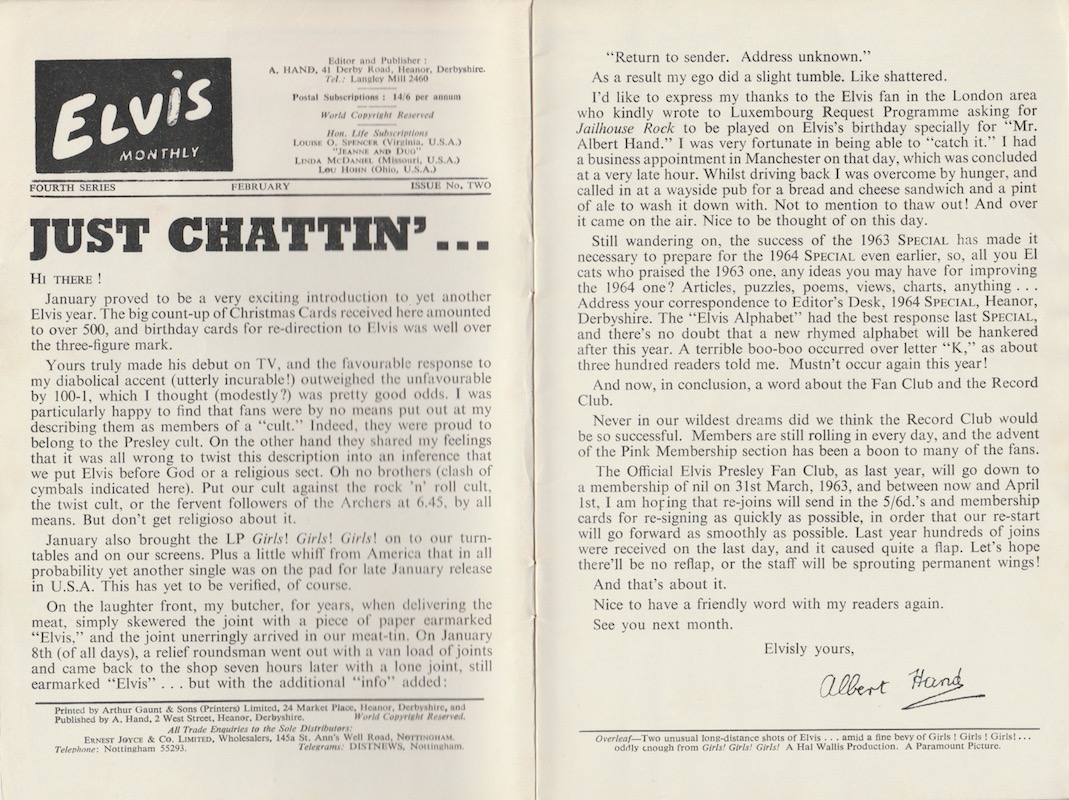 ELVIS
MONTHLY
Editor and Publisher :
A. HAND, 41 Derby Road, Heanor, Derbyshire.
Tel.: Langley Mill 2460
Postal Subscriptions : 14/6 per annum
World Copyright Reserved
Hon. Life Subscriptions
LOUISE O. SPENCER (Virginia, U.S.A.)
"JEANNE AND DUG"
LINDA MCDANIEL (Missouri, U.S.A.)
LOU HOHN (Ohio, U.S.A.)
FOURTH SERIES FEBRUARY ISSUE No. TWO
JUST CHATTIN' ...
HI THERE !
January proved to be a very exciting introduction to yet another
Elvis year. The big count-up of Christmas Cards received here amounted
to over 500, and birthday cards for re-direction to Elvis was well over
the three-figure mark.
Yours truly made his debut on TV, and the favourable response to
my diabolical accent (utterly incurable!) outweighed the unfavourable
by 100-1, which I thought (modestly?) was pretty good odds. I was
particularly happy to find that fans were by no means put out at my
describing them as members of a "cult." Indeed, they were proud to
belong to the Presley cult. On the other hand they shared my feelings
that it was all wrong to twist this description into an inference that
we put Elvis before God or a religious sect. Oh no brothers (clash of
cymbals indicated here). Put our cult against the rock 'n' roll cult,
the twist cult, or the fervent followers of the Archers at 6.45, by all
means. But don't get religioso about it.
January also brought the LP Girls! Girls! Girls! on to our turn-
tables and on our screens. Plus a little whiff from America that in all
probability yet another single was on the pad for late January release
in U.S.A. This has yet to be verified, of course.
On the laughter front, my butcher, for years, when delivering the
meat, simply skewered the joint with a piece of paper earmarked
"Elvis," and the joint unerringly arrived in our meat-tin. On January
8th (of all days), a relief roundsman went out with a van load of joints
and came back to the shop seven hours later with a lone joint, still
earmarked "Elvis" . . . but with the additional "info" added:
Printed by Arthur Gaunt & Sons (Printers) Limited, 24 Market Place, Heanor, Derbyshire, and
Published by A. Hand, 2 West Street, Heanor, Derbyshire. World Copyright Reserved.
All Trade Enquiries to the Sole Distributors:
ERNEST JOYCE & CO. LIMITED, Wholesalers, 145a St. Ann's Well Road, NOTTINGHAM.
Telephone: Nottingham 55293. Telegrams: DISTNEWS, Nottingham.
"Return to sender. Address unknown."
As a result my ego did a slight tumble. Like shattered.
I'd like to express my thanks to the Elvis fan in the London area
who kindly wrote to Luxembourg Request Programme asking for
Jailhouse Rock to be played on Elvis's birthday specially for "Mr.
Albert Hand." I was very fortunate in being able to "catch it." I had
a business appointment in Manchester on that day, which was concluded
at a very late hour. Whilst driving back I was overcome by hunger, and
called in at a wayside pub for a bread and cheese sandwich and a pint
of ale to wash it down with. Not to mention to thaw out! And over
it came on the air. Nice to be thought of on this day.
Still wandering on, the success of the 1963 SPECIAL has made it
necessary to prepare for the 1964 SPECIAL even earlier, so, all you El
cats who praised the 1963 one, any ideas you may have for improving
the 1964 one? Articles, puzzles, poems, views, charts, anything . . .
Address your correspondence to Editor's Desk, 1964 SPECIAL, Heanor,
Derbyshire. The "Elvis Alphabet" had the best response last SPECIAL,
and there's no doubt that a new rhymed alphabet will be hankered
after this year. A terrible boo-boo occurred over letter "K," as about
three hundred readers told me. Mustn't occur again this year!
And now, in conclusion, a word about the Fan Club and the Record
Club.
Never in our wildest dreams did we think the Record Club would
be so successful. Members are still rolling in every day, and the advent
of the Pink Membership section has been a boon to many of the fans.
The Official Elvis Presley Fan Club, as last year, will go down to
a membership of nil on 31st March, 1963, and between now and April
1st, I am hoping that re-joins will send in the 5/6d.'s and membership
cards for re-signing as quickly as possible, in order that our re-start
will go forward as smoothly as possible. Last year hundreds of joins
were received on the last day, and it caused quite a flap. Let's hope
there'll be no reflap, or the staff will be sprouting permanent wings!
And that's about it.
Nice to have a friendly word with my readers again.
See you next month.
Elvisly yours,
Albert Hand
Overleaf—Two unusual long-distance shots of Elvis . . . amid a fine bevy of Girls ! Girls ! Girls! . . .
oddly enough from Girls! Girls! Girls! A Hal Wallis Production. A Paramount Picture.